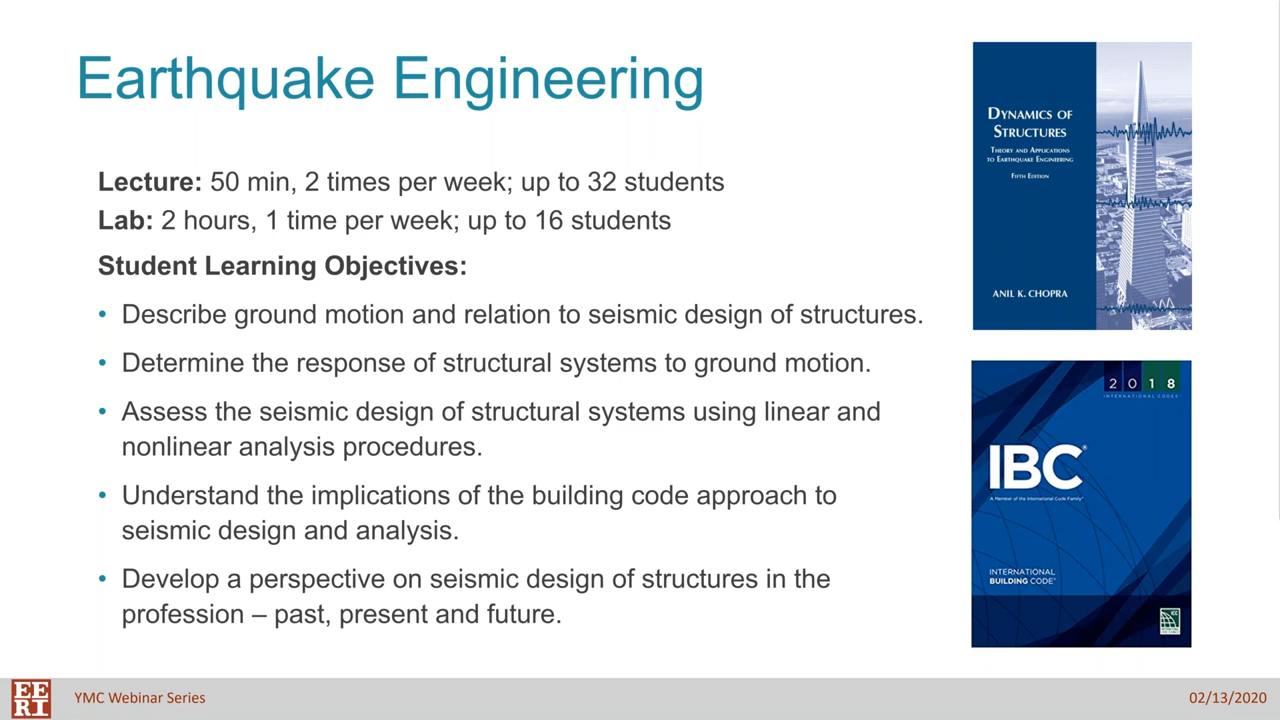 Earthquake Engineering
Lecture: 50 min, 2 times per week; up to 32 students
Lab: 2 hours, 1 time per week; up to 16 students
Student Learning Objectives:
• Describe ground motion and relation to seismic design of structures.
• Determine the response of structural systems to ground motion.
• Assess the seismic design of structural systems using linear and
nonlinear analysis procedures.
• Understand the implications of the building code approach to
seismic design and analysis.
• Develop a perspective on seismic design of structures in the
profession – past, present and future.
DYNAMICS OF
STRUCTURES
THEORY AND APPLICATIONS
TO EARTHQUAKE ENGINEERING
FIFTH EDITION
ANIL K. CHOPRA
2018
INTERNATIONAL CODES
IBC®
A Member of the International Code Family®
INTERNATIONAL
BUILDING CODE®
ICC
EE
RI
YMC Webinar Series
02/13/2020